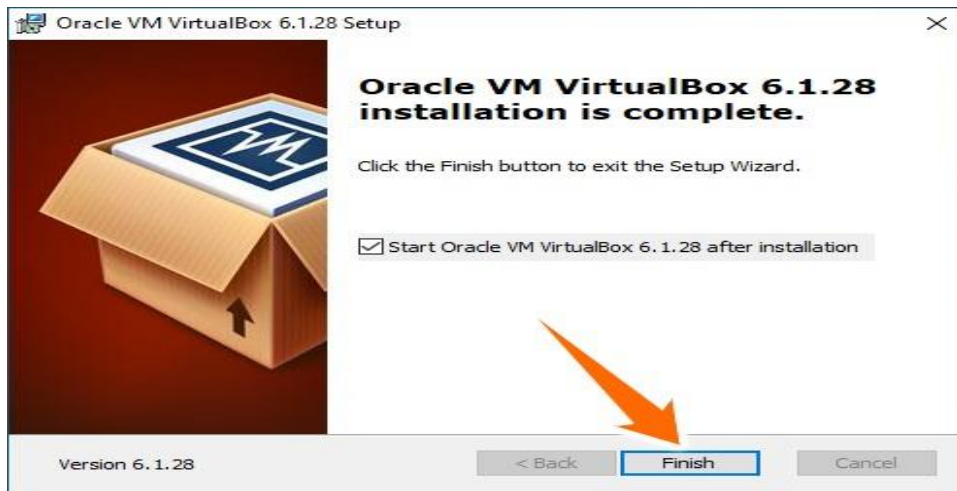 Oracle VM VirtualBox 6.1.28 Setup
Oracle VM VirtualBox 6.1.28
installation is complete.
Click the Finish button to exit the Setup Wizard.
Start Oracle VM VirtualBox 6.1.28 after installation
Version 6.1.28
< Back
Finish
Cancel